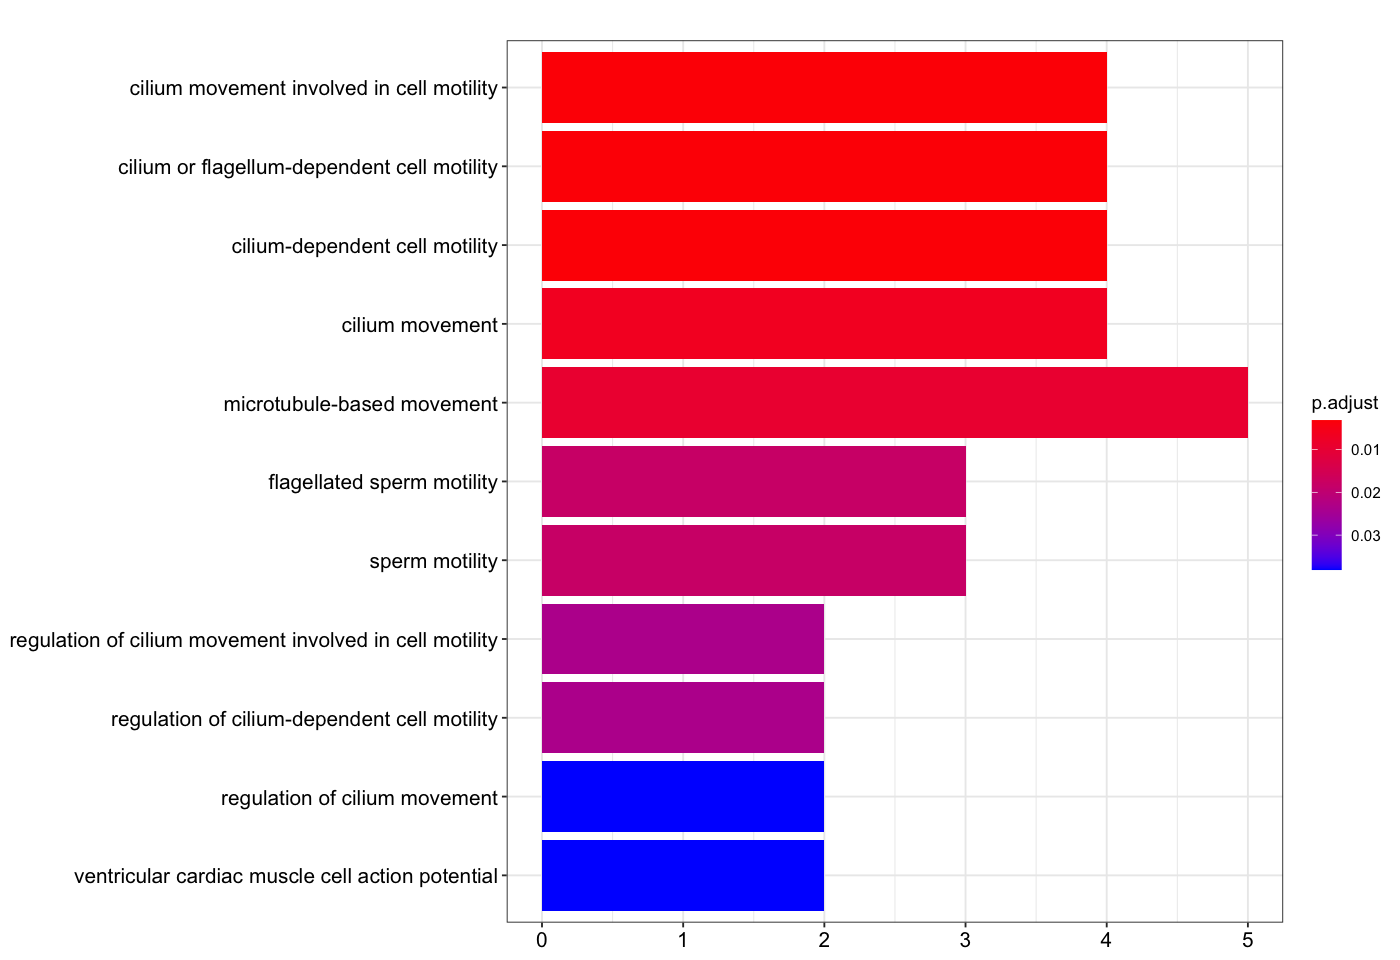 cilium movement involved in cell motility
cilium or flagellum-dependent cell motility
cilium-dependent cell motility
cilium movement
microtubule-based movement
flagellated sperm motility
sperm motility
regulation of cilium movement involved in cell motility
regulation of cilium-dependent cell motility
regulation of cilium movement
ventricular cardiac muscle cell action potential
0 1 2 3 4 5
p.adjust
0.01
0.02
0.03